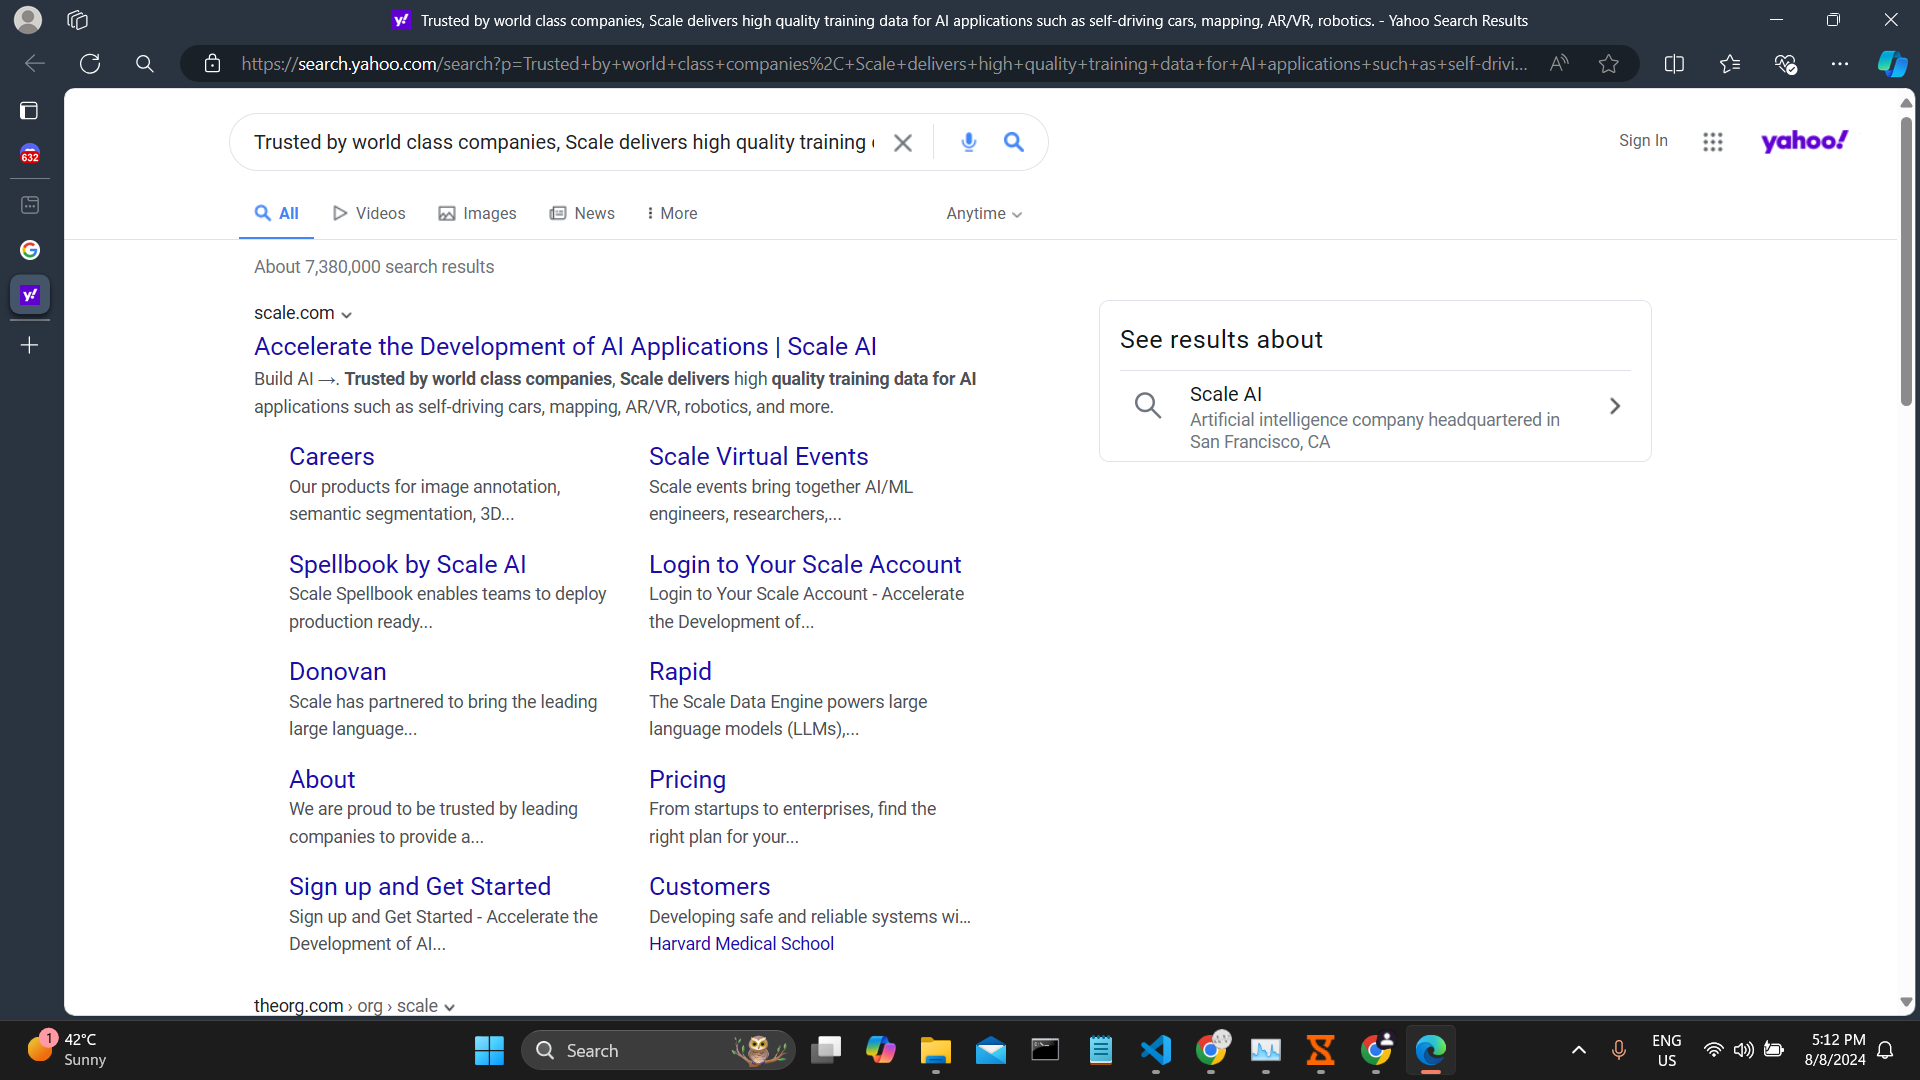 Trusted by world class companies, Scale delivers high quality training data for AI applications such as self-driving cars, mapping, AR/VR, robotics. - Yahoo Search Results
https://search.yahoo.com/search?p=Trusted+by+world+class+companies%2C+Scale+delivers+high+quality+training+data+for+AI+applications+such+as+self-drivi...
632
Trusted by world class companies, Scale delivers high quality training
Sign In
yahoo!
All
Videos
Images
News
More
Anytime
About 7,380,000 search results
scale.com
Accelerate the Development of AI Applications | Scale AI
Build AI →. Trusted by world class companies, Scale delivers high quality training data for AI
applications such as self-driving cars, mapping, AR/VR, robotics, and more.
Careers
Our products for image annotation,
semantic segmentation, 3D...
Scale Virtual Events
Scale events bring together AI/ML
engineers, researchers,...
Spellbook by Scale AI
Scale Spellbook enables teams to deploy
production ready...
Login to Your Scale Account
Login to Your Scale Account - Accelerate
the Development of...
Donovan
Scale has partnered to bring the leading
large language...
Rapid
The Scale Data Engine powers large
language models (LLMs),...
About
We are proud to be trusted by leading
companies to provide a...
Pricing
From startups to enterprises, find the
right plan for your...
Sign up and Get Started
Sign up and Get Started - Accelerate the
Development of AI...
Customers
Developing safe and reliable systems wi...
Harvard Medical School
theorg.com › org › scale
See results about
Scale AI
Artificial intelligence company headquartered in
San Francisco, CA
1
42°C
Sunny
Search
ENG
US
5:12 PM
8/8/2024